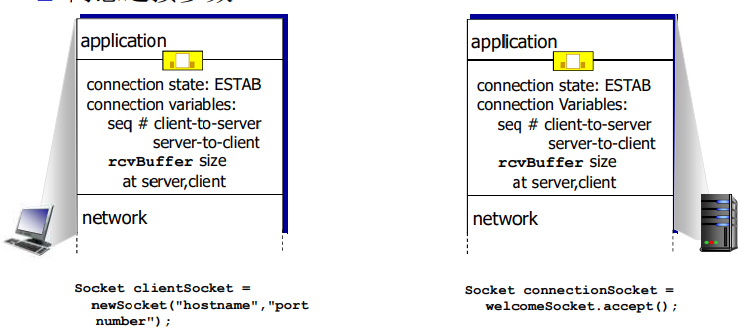 application
connection state: ESTAB
connection variables:
seq # client-to-server
server-to-client
rcvBuffer size
at server,client
network
Socket clientSocket =
newSocket("hostname","port
number");
application
connection state: ESTAB
connection Variables:
seq # client-to-server
server-to-client
rcvBuffer size
at server,client
network
Socket connectionSocket =
welcomeSocket.accept();